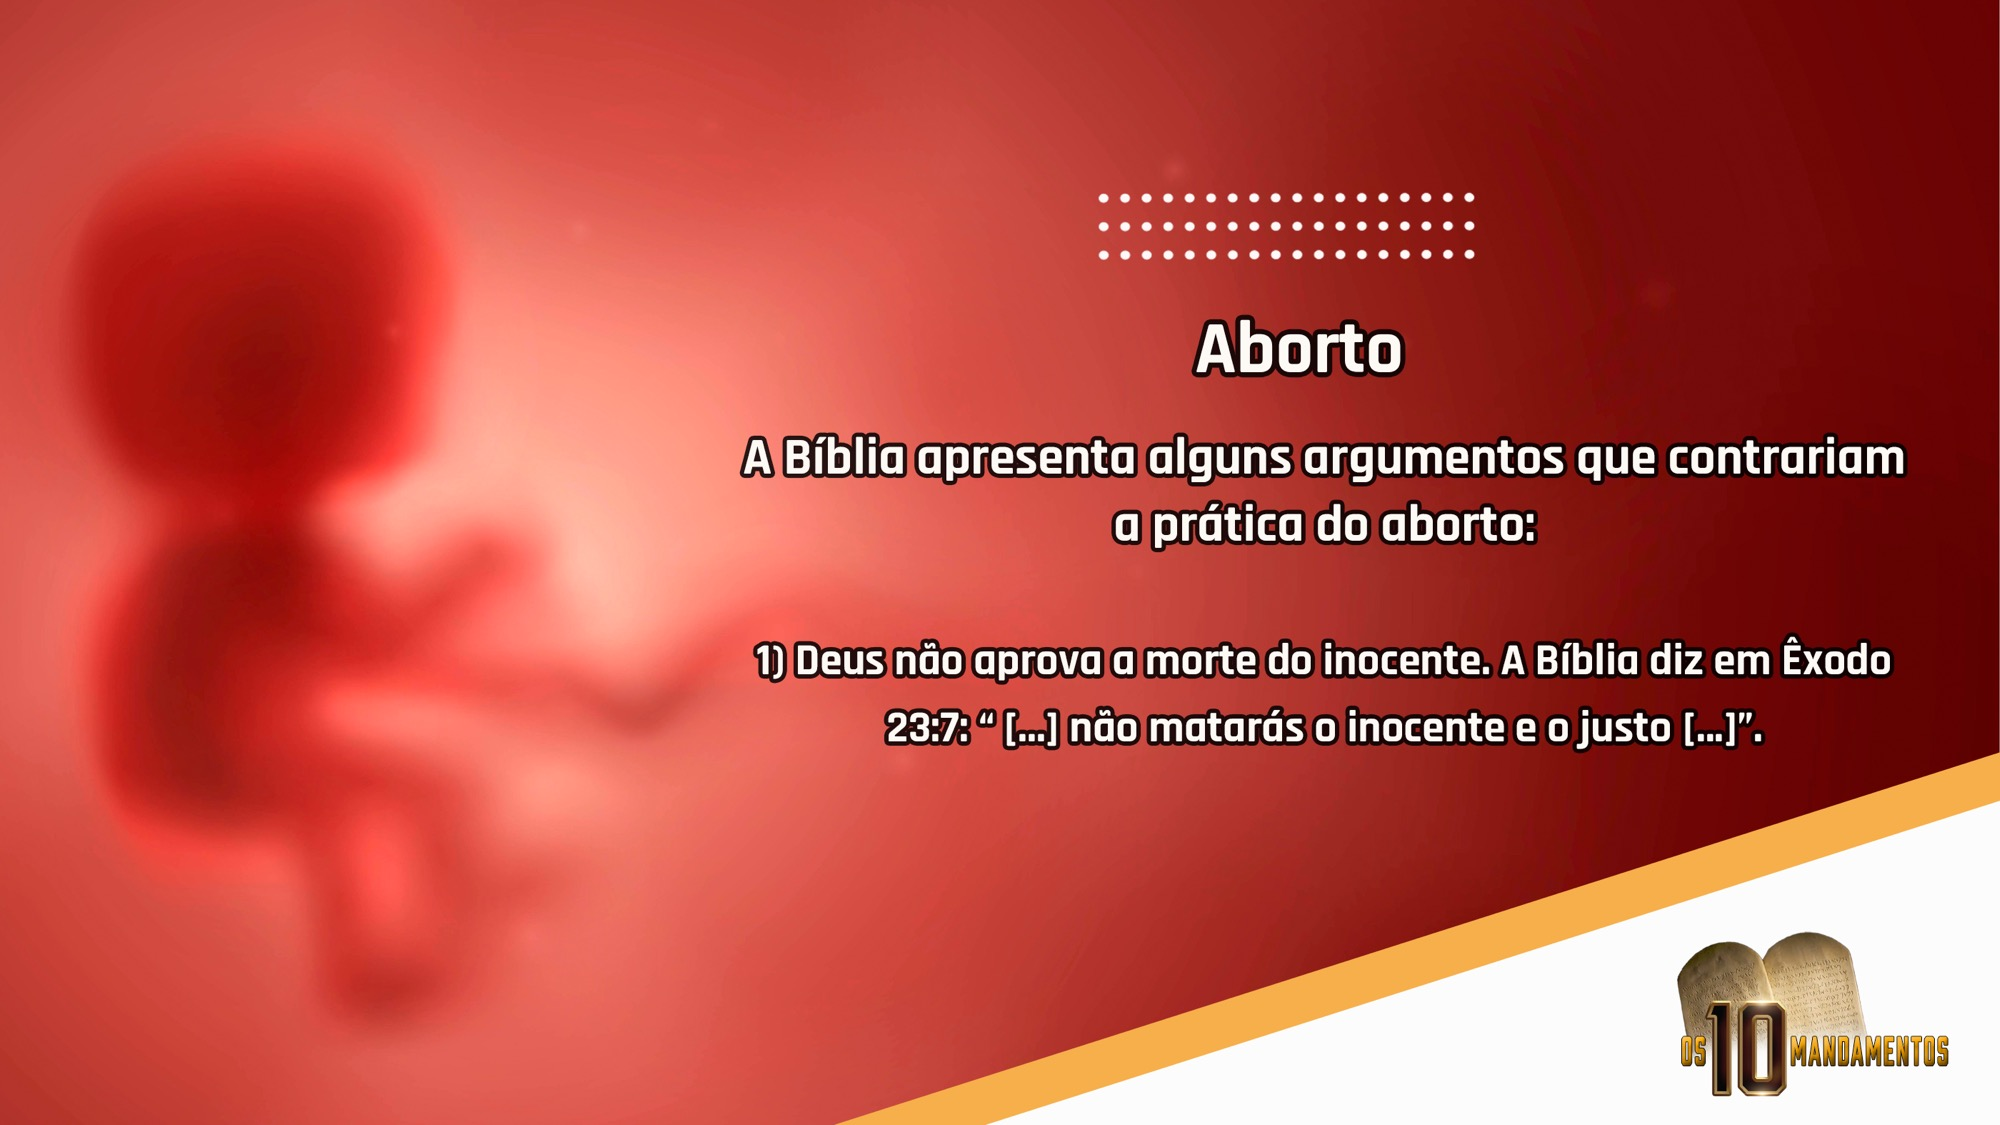 Aborto
A Bíblia apresenta alguns argumentos que contrariam
a prática do aborto:
1) Deus não aprova a morte do inocente. A Bíblia diz em Êxodo
23:7: “ [...] não matarás o inocente e o justo [...]”.
OS 10 MANDAMENTOS